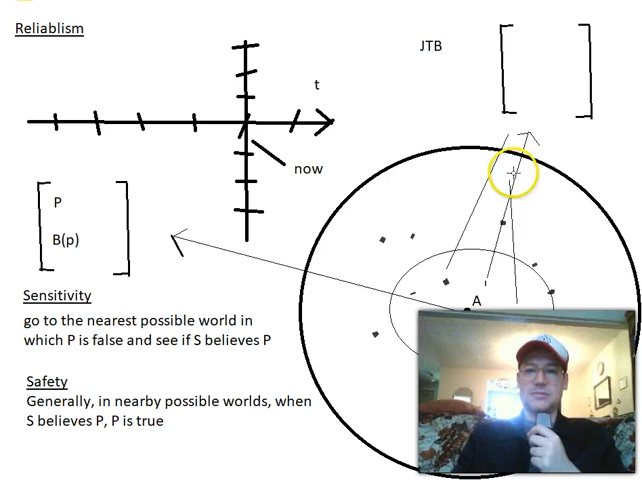 Reliablism
JTB
t
now
P
B(p)
A
Sensitivity
go to the nearest possible world in
which P is false and see if S believes P
Safety
Generally, in nearby possible worlds, when
S believes P, P is true